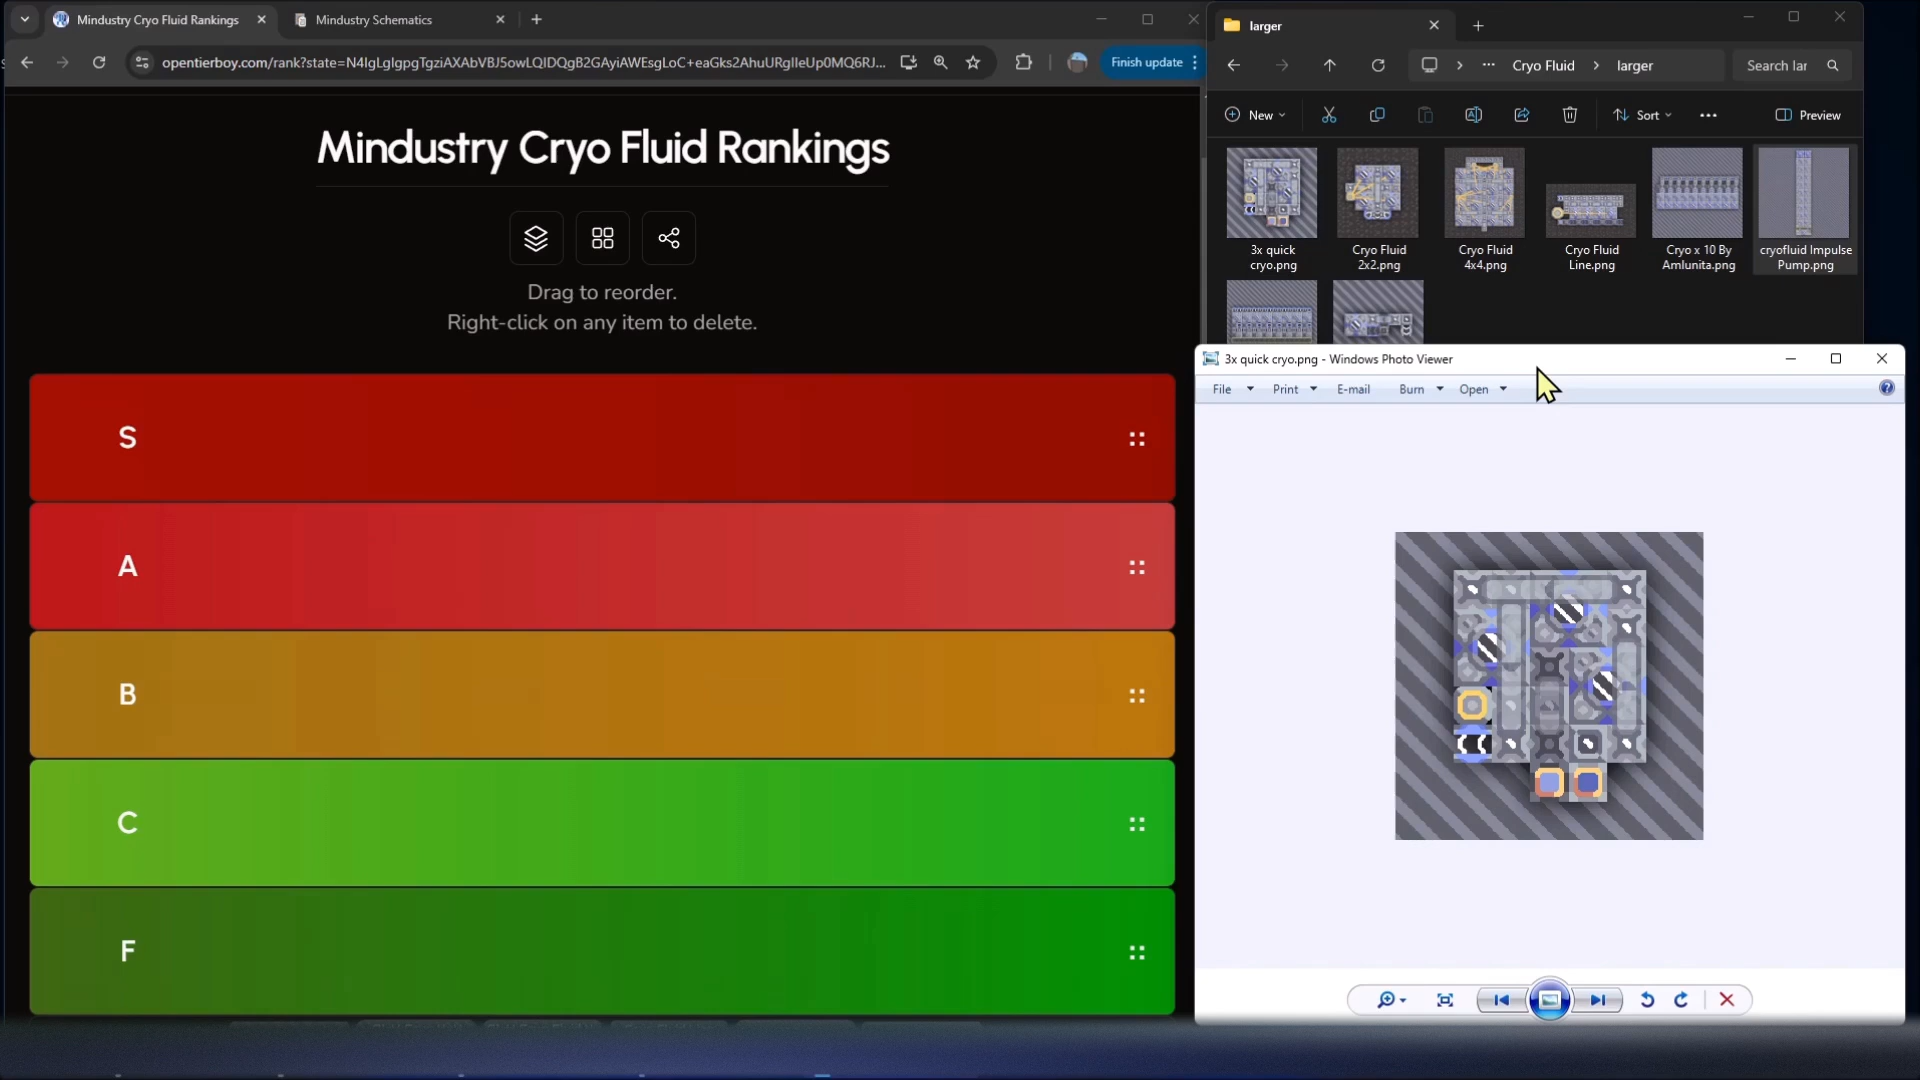 Mindustry Cryo Fluid Rankings
Mindustry Schematics
opentierboy.com/rank?state=N4IgLgIgpgTgziAXAbVBJ5owLQIDQgB2GAyiAWEsgLoC+eaGks2AhuURgIleUp0MQ6RJ...
Finish update
Mindustry Cryo Fluid Rankings
Drag to reorder.
Right-click on any item to delete.
S
A
B
C
F
larger
Cryo Fluid
larger
Search lar
New
Sort
Preview
3x quick cryo.png
Cryo Fluid 2x2.png
Cryo Fluid 4x4.png
Cryo Fluid Line.png
Cryo x 10 By Amlunita.png
cryofluid Impulse Pump.png
3x quick cryo.png - Windows Photo Viewer
File
Print
E-mail
Burn
Open